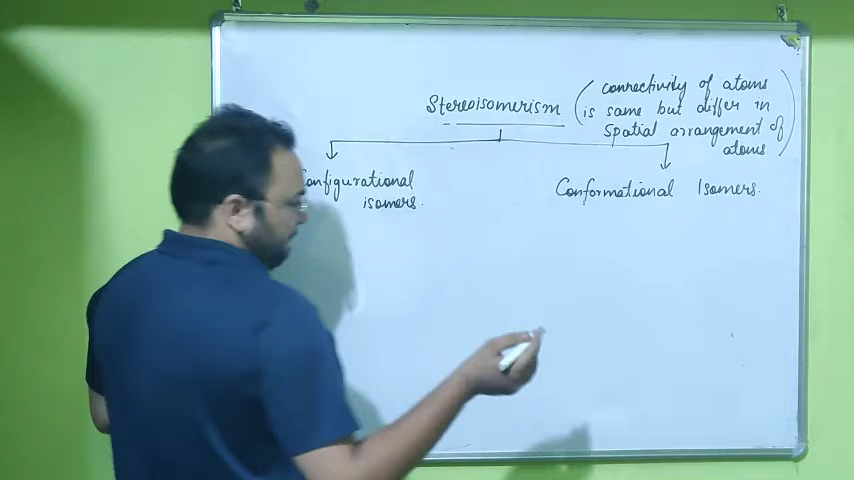 Stereoisomerism (connectivity of atoms
is same but differ in
spatial arrangement of
atoms)
onfigurational
isomers.
Conformational Isomers.